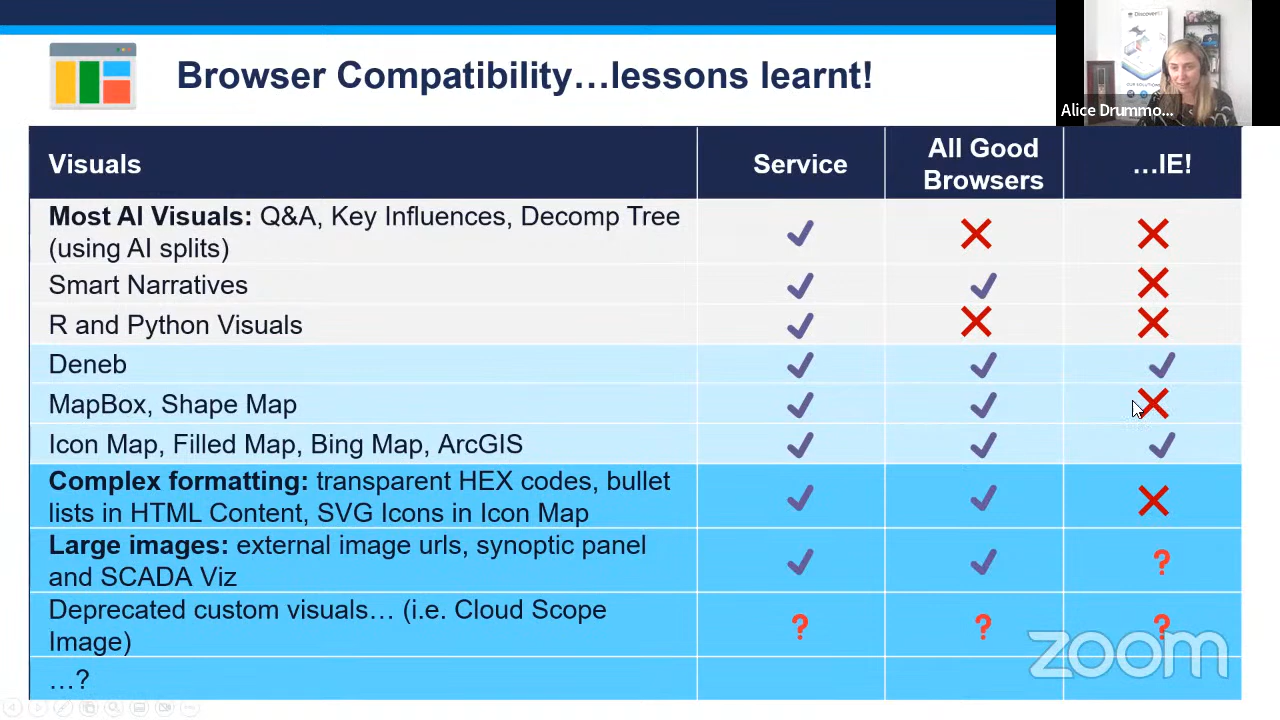 Browser Compatibility…lessons learnt!
Discover
Alice Drummo...
Visuals
Service
All Good
Browsers
…IE!
Most AI Visuals: Q&A, Key Influences, Decomp Tree
(using AI splits)
Smart Narratives
R and Python Visuals
Deneb
MapBox, Shape Map
Icon Map, Filled Map, Bing Map, ArcGIS
Complex formatting: transparent HEX codes, bullet
lists in HTML Content, SVG Icons in Icon Map
Large images: external image urls, synoptic panel
and SCADA Viz
?
Deprecated custom visuals… (i.e. Cloud Scope
Image)
? ? ?
…?
zoom